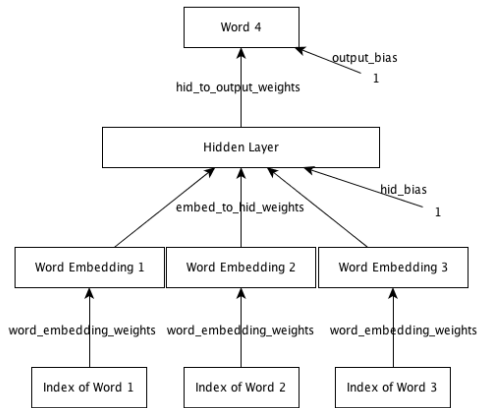 Word 4
output_bias
1
hid_to_output_weights
Hidden Layer
hid_bias
1
embed_to_hid_weights
Word Embedding 1
Word Embedding 2
Word Embedding 3
word_embedding_weights
word_embedding_weights
word_embedding_weights
Index of Word 1
Index of Word 2
Index of Word 3